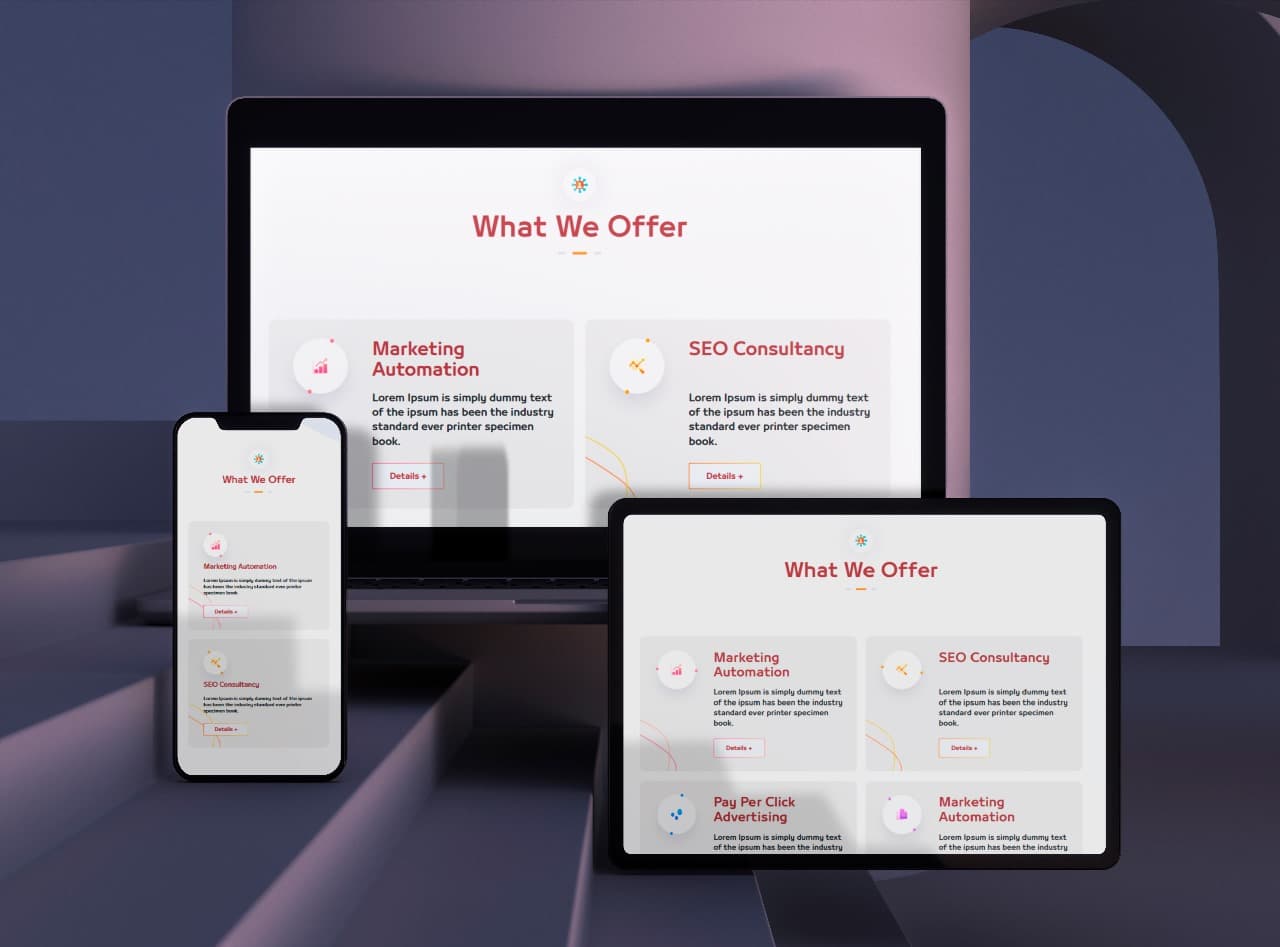 What We Offer
Marketing
Automation
Lorem Ipsum is simply dummy text
of the ipsum has been the industry
standard ever printer specimen
book.
Details +
SEO Consultancy
Lorem Ipsum is simply dummy text
of the ipsum has been the industry
standard ever printer specimen
book.
Details +
What We Offer
Marketing Automation
Lorem Ipsum is simply dummy text of the ipsum
has been the industry standard ever printer
specimen book.
Details +
SEO Consultancy
Lorem Ipsum is simply dummy text of the ipsum
has been the industry standard ever printer
specimen book.
Details +
What We Offer
Marketing
Automation
Lorem Ipsum is simply dummy text
of the ipsum has been the industry
standard ever printer specimen
book.
Details +
SEO Consultancy
Lorem Ipsum is simply dummy text
of the ipsum has been the industry
standard ever printer specimen
book.
Details +
Pay Per Click
Advertising
Lorem Ipsum is simply dummy text
of the ipsum has been the industry
Marketing
Automation
Lorem Ipsum is simply dummy text
of the ipsum has been the industry